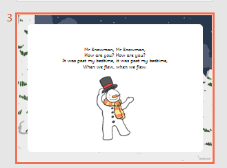 3
Mr Snowman, Mr Snowman,
How are you? How are you?
It was past my bedtime, it was past my bedtime,
When we flew, when we flew.